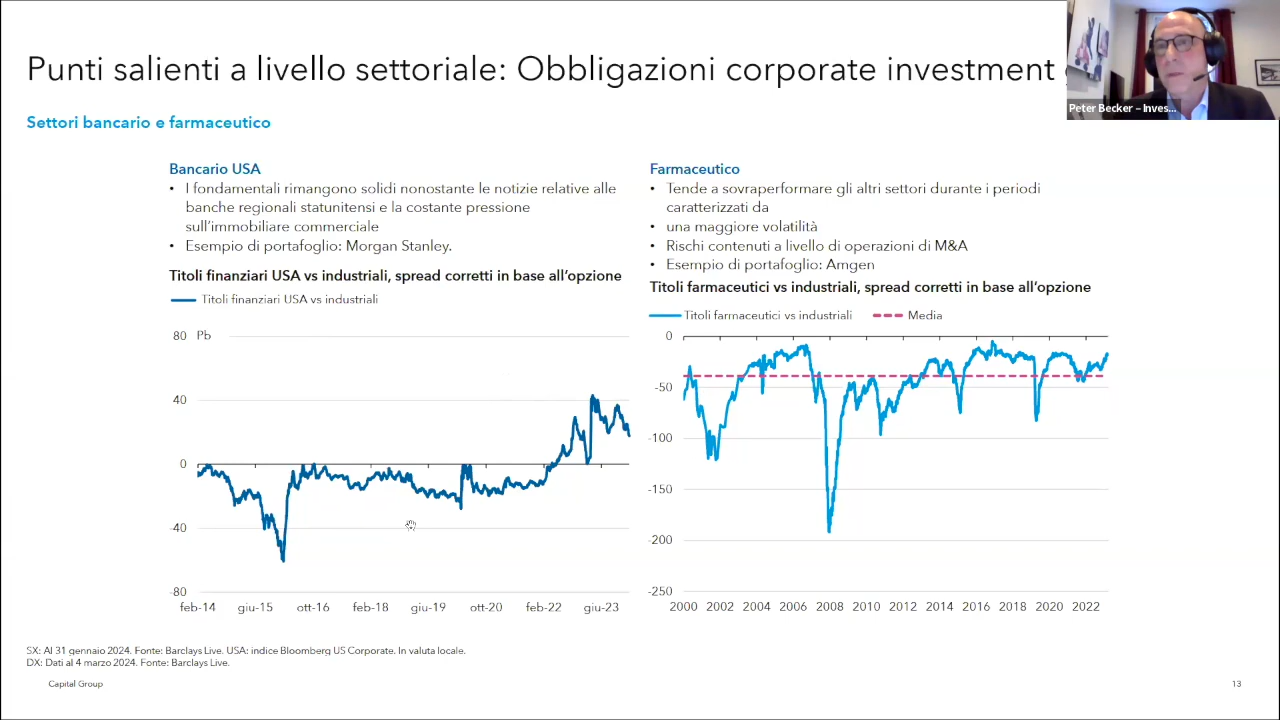 Punti salienti a livello settoriale: Obbligazioni corporate investment
Peter Becker – Inves...
Settori bancario e farmaceutico
Bancario USA
• I fondamentali rimangono solidi nonostante le notizie relative alle
banche regionali statunitensi e la costante pressione
sull'immobiliare commerciale
• Esempio di portafoglio: Morgan Stanley.
Titoli finanziari USA vs industriali, spread corretti in base all'opzione
Titoli finanziari USA vs industriali
80 Pb
40
0
-40
-80
feb-14 giu-15 ott-16 feb-18 giu-19 ott-20 feb-22 giu-23
Farmaceutico
• Tende a sovraperformare gli altri settori durante i periodi
caratterizzati da
• una maggiore volatilità
• Rischi contenuti a livello di operazioni di M&A
• Esempio di portafoglio: Amgen
Titoli farmaceutici vs industriali, spread corretti in base all'opzione
Titoli farmaceutici vs industriali Media
0
-50
-100
-150
-200
-250
2000 2002 2004 2006 2008 2010 2012 2014 2016 2018 2020 2022
SX: Al 31 gennaio 2024. Fonte: Barclays Live. USA: indice Bloomberg US Corporate. In valuta locale.
DX: Dati al 4 marzo 2024. Fonte: Barclays Live.
Capital Group
13